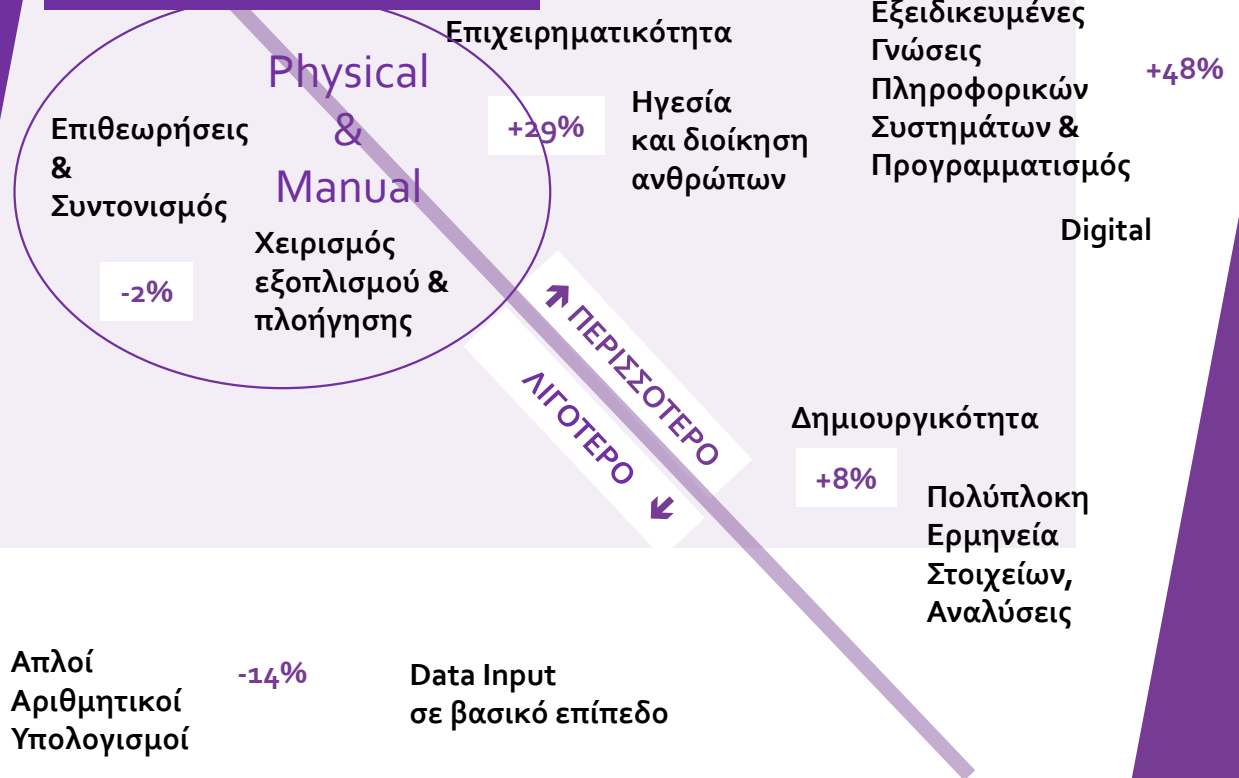 Επιχειρηματικότητα
Physical
&
Manual
Επιθεωρήσεις
&
Συντονισμός
-2%
Χειρισμός
εξοπλισμού &
πλοήγησης
+29%
Ηγεσία
και διοίκηση
ανθρώπων
Εξειδικευμένες
Γνώσεις
Πληροφορικών
Συστημάτων &
Προγραμματισμός
+48%
Digital
ΠΕΡΙΣΣΟΤΕΡΟ
ΛΙΓΟΤΕΡΟ
Δημιουργικότητα
+8%
Πολύπλοκη
Ερμηνεία
Στοιχείων,
Αναλύσεις
Απλοί
Αριθμητικοί
Υπολογισμοί
-14%
Data Input
σε βασικό επίπεδο